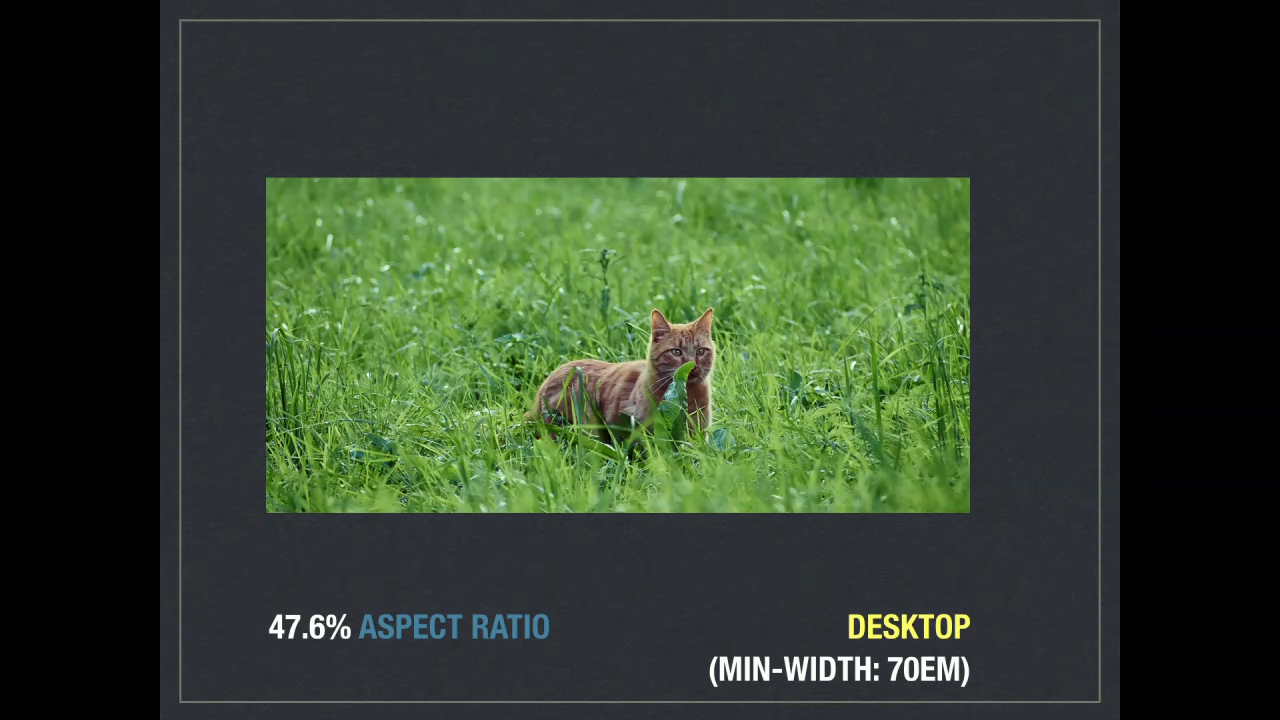 47.6% ASPECT RATIO
DESKTOP
(MIN-WIDTH: 70EM)